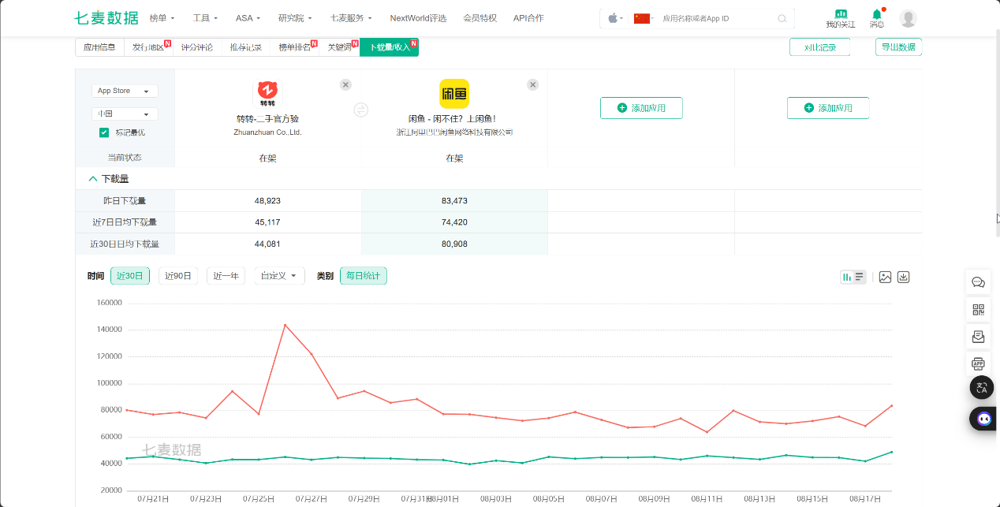 七麦数据 榜单 工具 ASA 研究院 七麦服务 NextWorld评选 会员特权 API合作 应用名称或者App ID 我的关注 消息
应用信息 发行地区 N 评分评论 推荐记录 榜单排名 N 关键词 N 下载量/收入 N 对比记录 导出数据
App Store
中国
标记最优
转转
转转-二手官方验
Zhuanzhuan Co.,Ltd.
闲鱼
闲鱼 - 闲不住？上闲鱼！
浙江阿里巴巴闲鱼网络科技有限公司
添加应用 添加应用
当前状态 在架 在架
下载量
昨日下载量 48,923 83,473
近7日日均下载量 45,117 74,420
近30日日均下载量 44,081 80,908
时间 近30日 近90日 近一年 自定义 类别 每日统计
160000
140000
120000
100000
80000
60000
40000
20000
七麦数据
07月21日 07月23日 07月25日 07月27日 07月29日 07月31日 08月01日 08月03日 08月05日 08月07日 08月09日 08月11日 08月13日 08月15日 08月17日
APP
文A